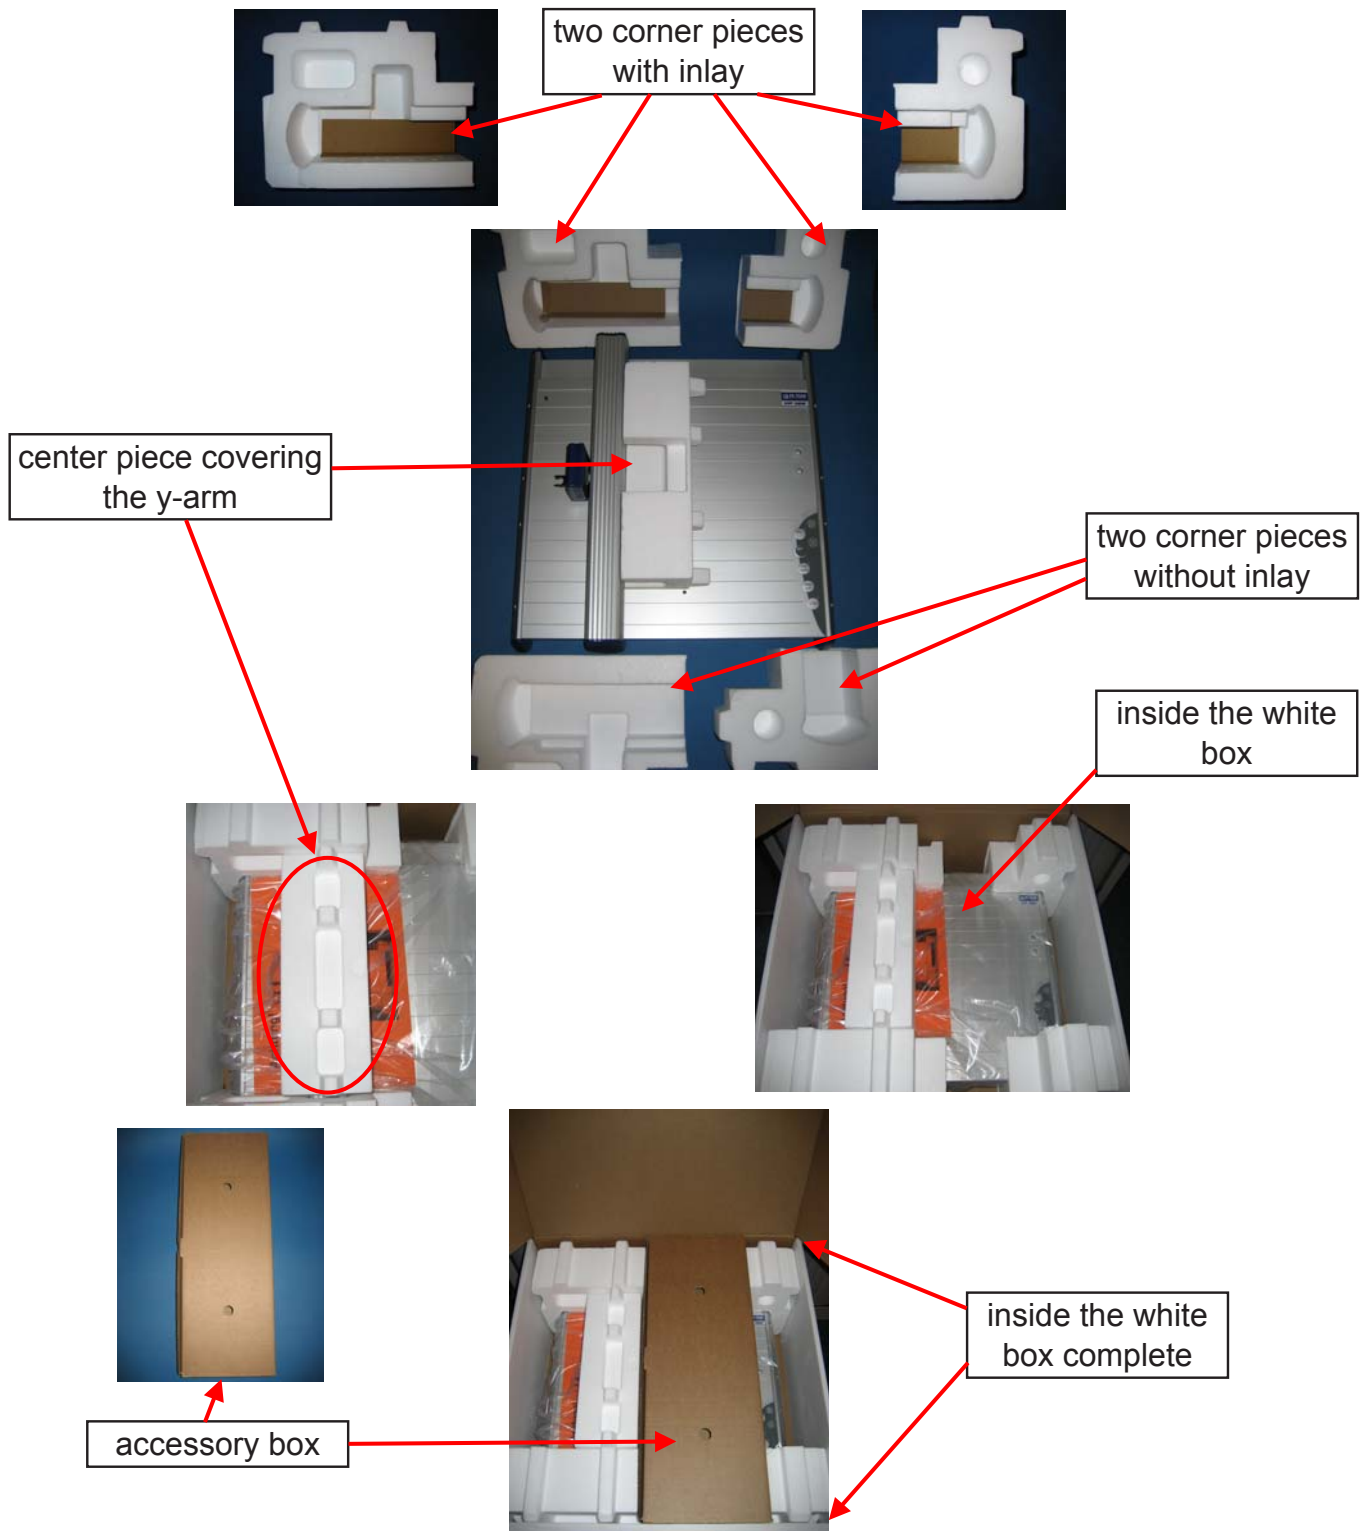 two corner pieces
with inlay
center piece covering
the y-arm
two corner pieces
without inlay
inside the white
box
inside the white
box complete
accessory box